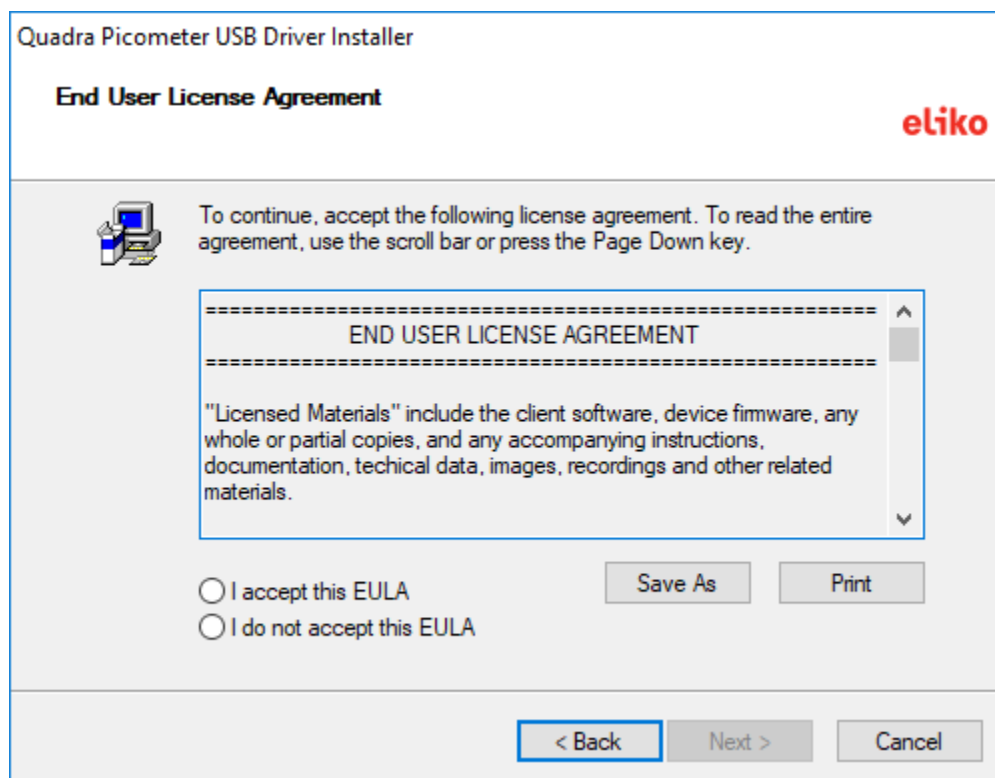 Quadra Picometer USB Driver Installer
End User License Agreement
eliko
To continue, accept the following license agreement. To read the entire
agreement, use the scroll bar or press the Page Down key.
========================================================
END USER LICENSE AGREEMENT
========================================================
"Licensed Materials" include the client software, device firmware, any
whole or partial copies, and any accompanying instructions,
documentation, techical data, images, recordings and other related
materials.
I accept this EULA
Save As
Print
I do not accept this EULA
< Back
Next >
Cancel